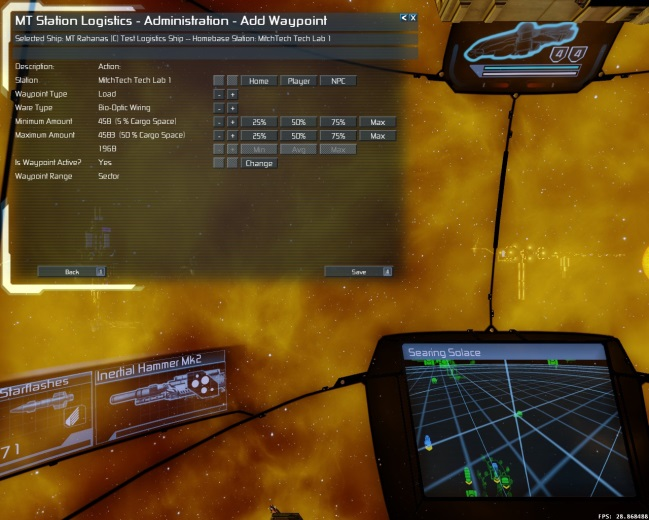 MT Station Logistics - Administration - Add Waypoint
Selected Ship: MT Rahanas (C) Test Logistics Ship -- Homebase Station: MitchTech Tech Lab 1
Description: Action:
Station MitchTech Tech Lab 1 Home Player NPC
Waypoint Type Load - +
Ware Type Bio-Optic Wiring - +
Minimum Amount 458 (5 % Cargo Space) - + 25% 50% 75% Max
Maximum Amount 4583 (50 % Cargo Space) - + 25% 50% 75% Max
1968 Min Avg Max
Is Waypoint Active? Yes Change
Waypoint Range Sector
Back Save
4 4
Starflashes
71
Inertial Hammer Mk2
Searing Solace
FPS: 28.868488